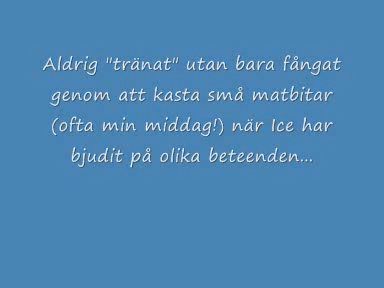 Aldrig "tränat" utan bara fångat
genom att kasta små matbitar
(ofta min middag!) när Ice har
bjudit på olika beteenden...